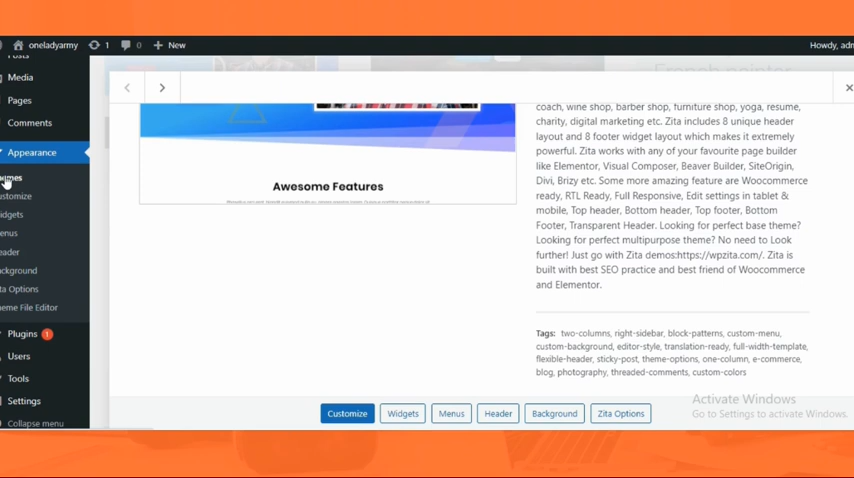 oneladyarmy 1 0 New Howdy, adm
Posts
Media
Pages
Comments
Appearance
emes
ustomize
idgets
enus
eader
ackground
ta Options
eme File Editor
Plugins 1
Users
Tools
Settings
Collapse menu
Awesome Features
coach, wine shop, barber shop, furniture shop, yoga, resume,
charity, digital marketing etc. Zita includes 8 unique header
layout and 8 footer widget layout which makes it extremely
powerful. Zita works with any of your favourite page builder
like Elementor, Visual Composer, Beaver Builder, SiteOrigin,
Divi, Brizy etc. Some more amazing feature are Woocommerce
ready, RTL Ready, Full Responsive, Edit settings in tablet &
mobile, Top header, Bottom header, Top footer, Bottom
Footer, Transparent Header. Looking for perfect base theme?
Looking for perfect multipurpose theme? No need to Look
further! Just go with Zita demos:https://wpzita.com/. Zita is
built with best SEO practice and best friend of Woocommerce
and Elementor.
Tags: two-columns, right-sidebar, block-patterns, custom-menu,
custom-background, editor-style, translation-ready, full-width-template,
flexible-header, sticky-post, theme-options, one-column, e-commerce,
blog, photography, threaded-comments, custom-colors
Customize Widgets Menus Header Background Zita Options
Activate Windows
Go to Settings to activate Windows.